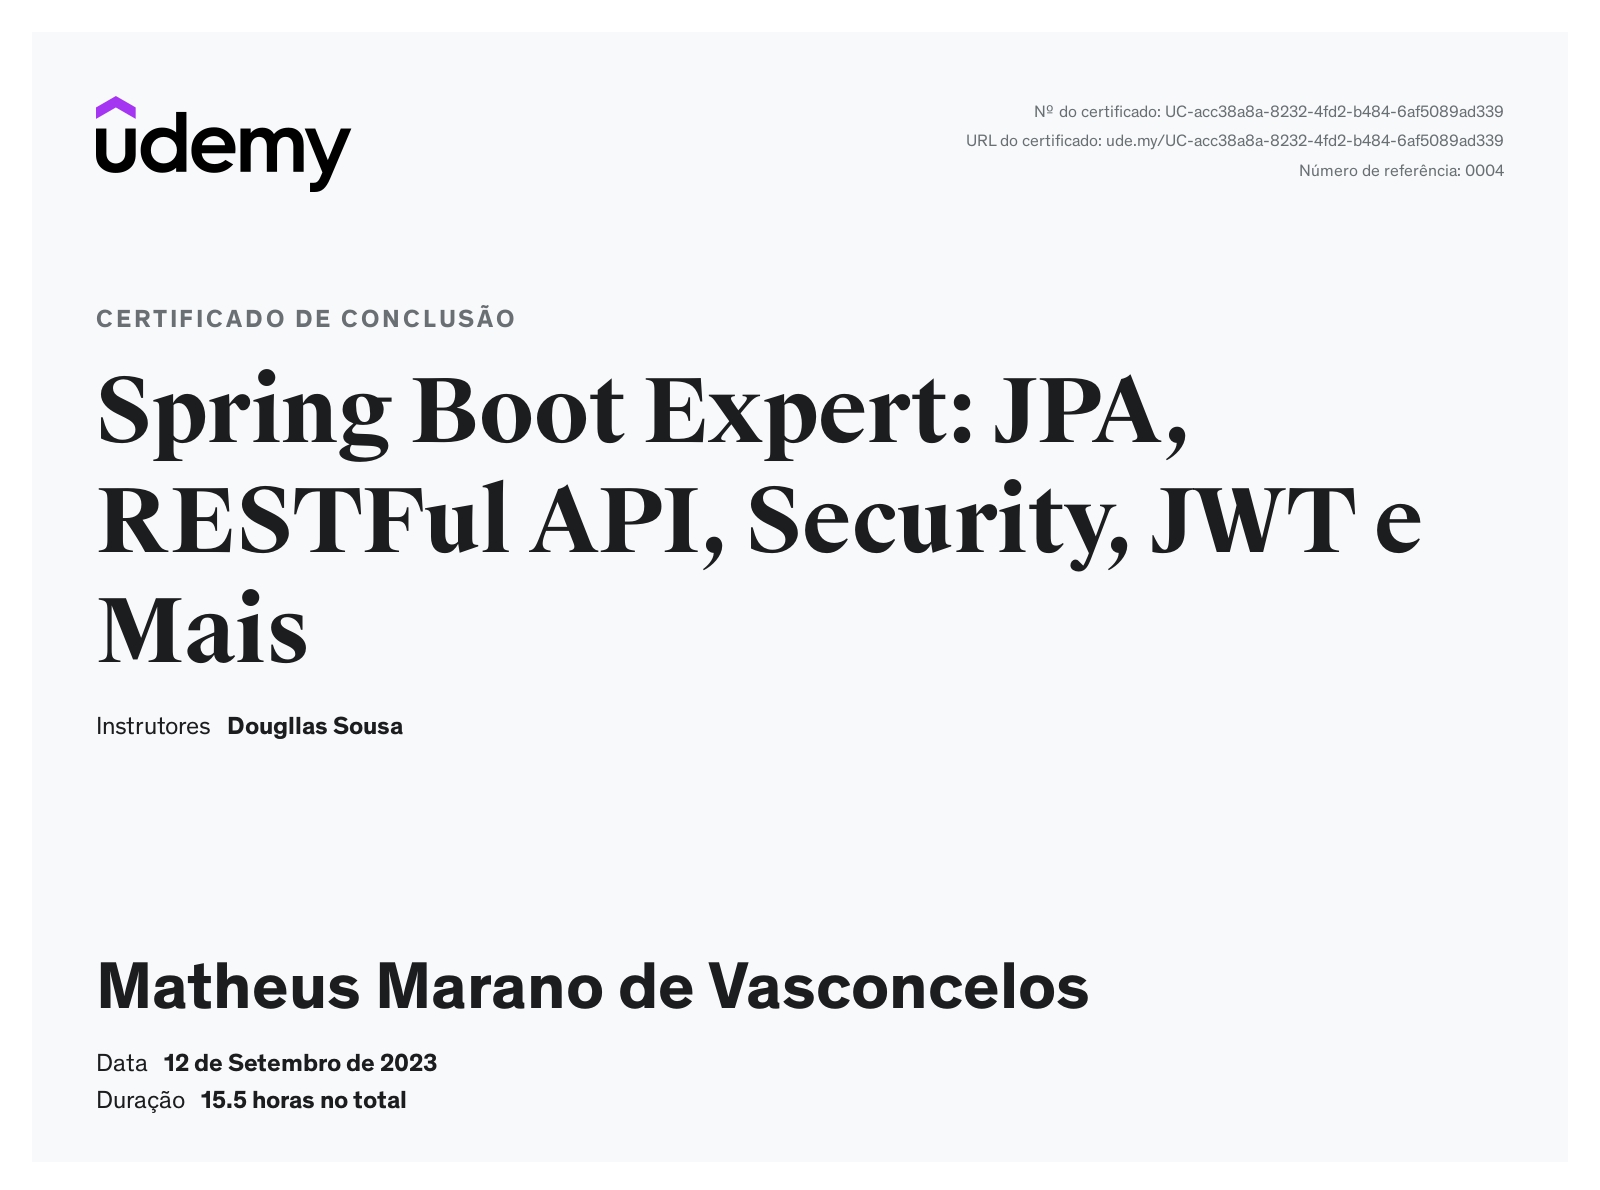 udemy
Nº do certificado: UC-acc38a8a-8232-4fd2-b484-6af5089ad339
URL do certificado: ude.my/UC-acc38a8a-8232-4fd2-b484-6af5089ad339
Número de referência: 0004
CERTIFICADO DE CONCLUSÃO
Spring Boot Expert: JPA,
RESTFul API, Security, JWT e
Mais
Instrutores Dougllas Sousa
Matheus Marano de Vasconcelos
Data 12 de Setembro de 2023
Duração 15.5 horas no total